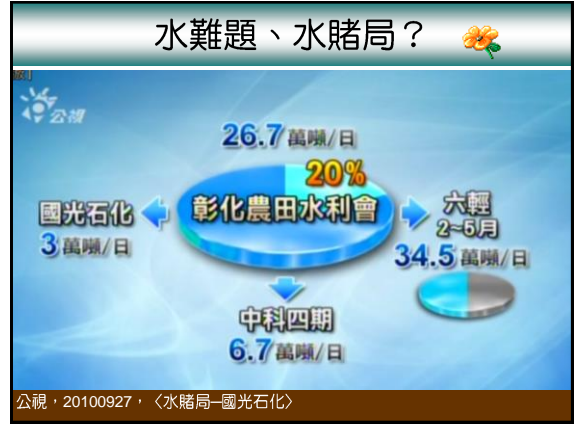 水難題、水賭局？
公視
26.7萬噸/日
20%
彰化農田水利會
國光石化
3萬噸/日
六輕
2~5月
34.5萬噸/日
中科四期
6.7萬噸/日
公視，20100927，〈水賭局─國光石化〉